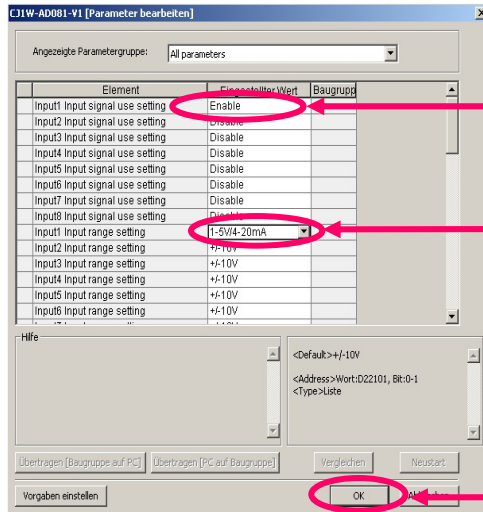 CJ1W-AD081-V1 [Parameter bearbeiten]
Angezeigte Parametergruppe: All parameters
Element Eingestellter Wert Baugrupp
Input1 Input signal use setting Enable
Input2 Input signal use setting Disable
Input3 Input signal use setting Disable
Input4 Input signal use setting Disable
Input5 Input signal use setting Disable
Input6 Input signal use setting Disable
Input7 Input signal use setting Disable
Input8 Input signal use setting Disable
Input1 Input range setting 1-5V/4-20mA
Input2 Input range setting +/-10V
Input3 Input range setting +/-10V
Input4 Input range setting +/-10V
Input5 Input range setting +/-10V
Input6 Input range setting +/-10V
Hilfe
<Default>+/-10V
<Address>Wort:D22101, Bit:0-1
<Type>Liste
Übertragen [Baugruppe auf PC] Übertragen [PC auf Baugruppe] Vergleichen Neustart
Vorgaben einstellen OK